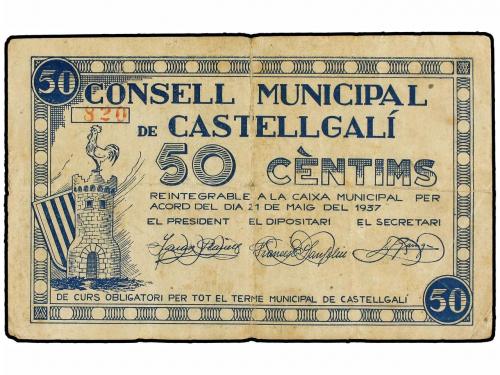 50
CONSELL MUNICIPAL
820
DE CASTELLGALÍ
50 CÈNTIMS
REINTEGRABLE A LA CAIXA MUNICIPAL PER
ACORD DEL DIA 21 DE MAIG DEL 1937
EL PRESIDENT EL DIPOSITARI EL SECRETARI
DE CURS OBLIGATORI PER TOT EL TERME MUNICIPAL DE CASTELLGALÍ
50